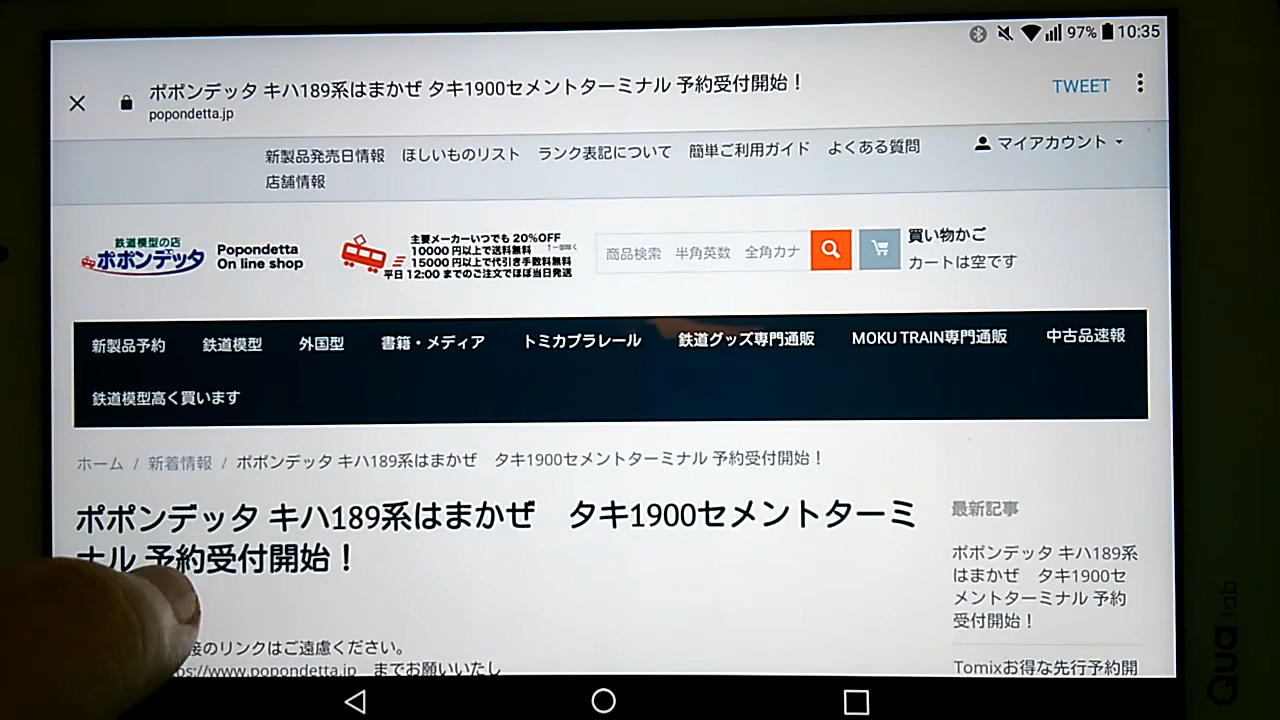 97% 10:35
ポポンデッタ キハ189系はまかぜ タキ1900セメントターミナル 予約受付開始！
popondetta.jp
TWEET
新製品発売日情報 ほしいものリスト ランク表記について 簡単ご利用ガイド よくある質問
店舗情報
マイアカウント
鉄道模型の店
ポポンデッタ
Popondetta
On line shop
主要メーカーいつでも 20%OFF
10000 円以上で送料無料 ↑一部除く
15000 円以上で代引き手数料無料
平日 12:00 までのご注文でほぼ当日発送
商品検索 半角英数 全角カナ
買い物かご
カートは空です
新製品予約 鉄道模型 外国型 書籍・メディア トミカプラレール 鉄道グッズ専門通販 MOKU TRAIN専門通販 中古品速報
鉄道模型高く買います
ホーム / 新着情報 / ポポンデッタ キハ189系はまかぜ タキ1900セメントターミナル 予約受付開始！
ポポンデッタ キハ189系はまかぜ タキ1900セメントターミ
ナル 予約受付開始！
接のリンクはご遠慮ください。
ps://www.popondetta.jp までお願いいたし
最新記事
ポポンデッタ キハ189系
はまかぜ タキ1900セ
メントターミナル 予約
受付開始！
Tomixお得な先行予約開
Qua tab